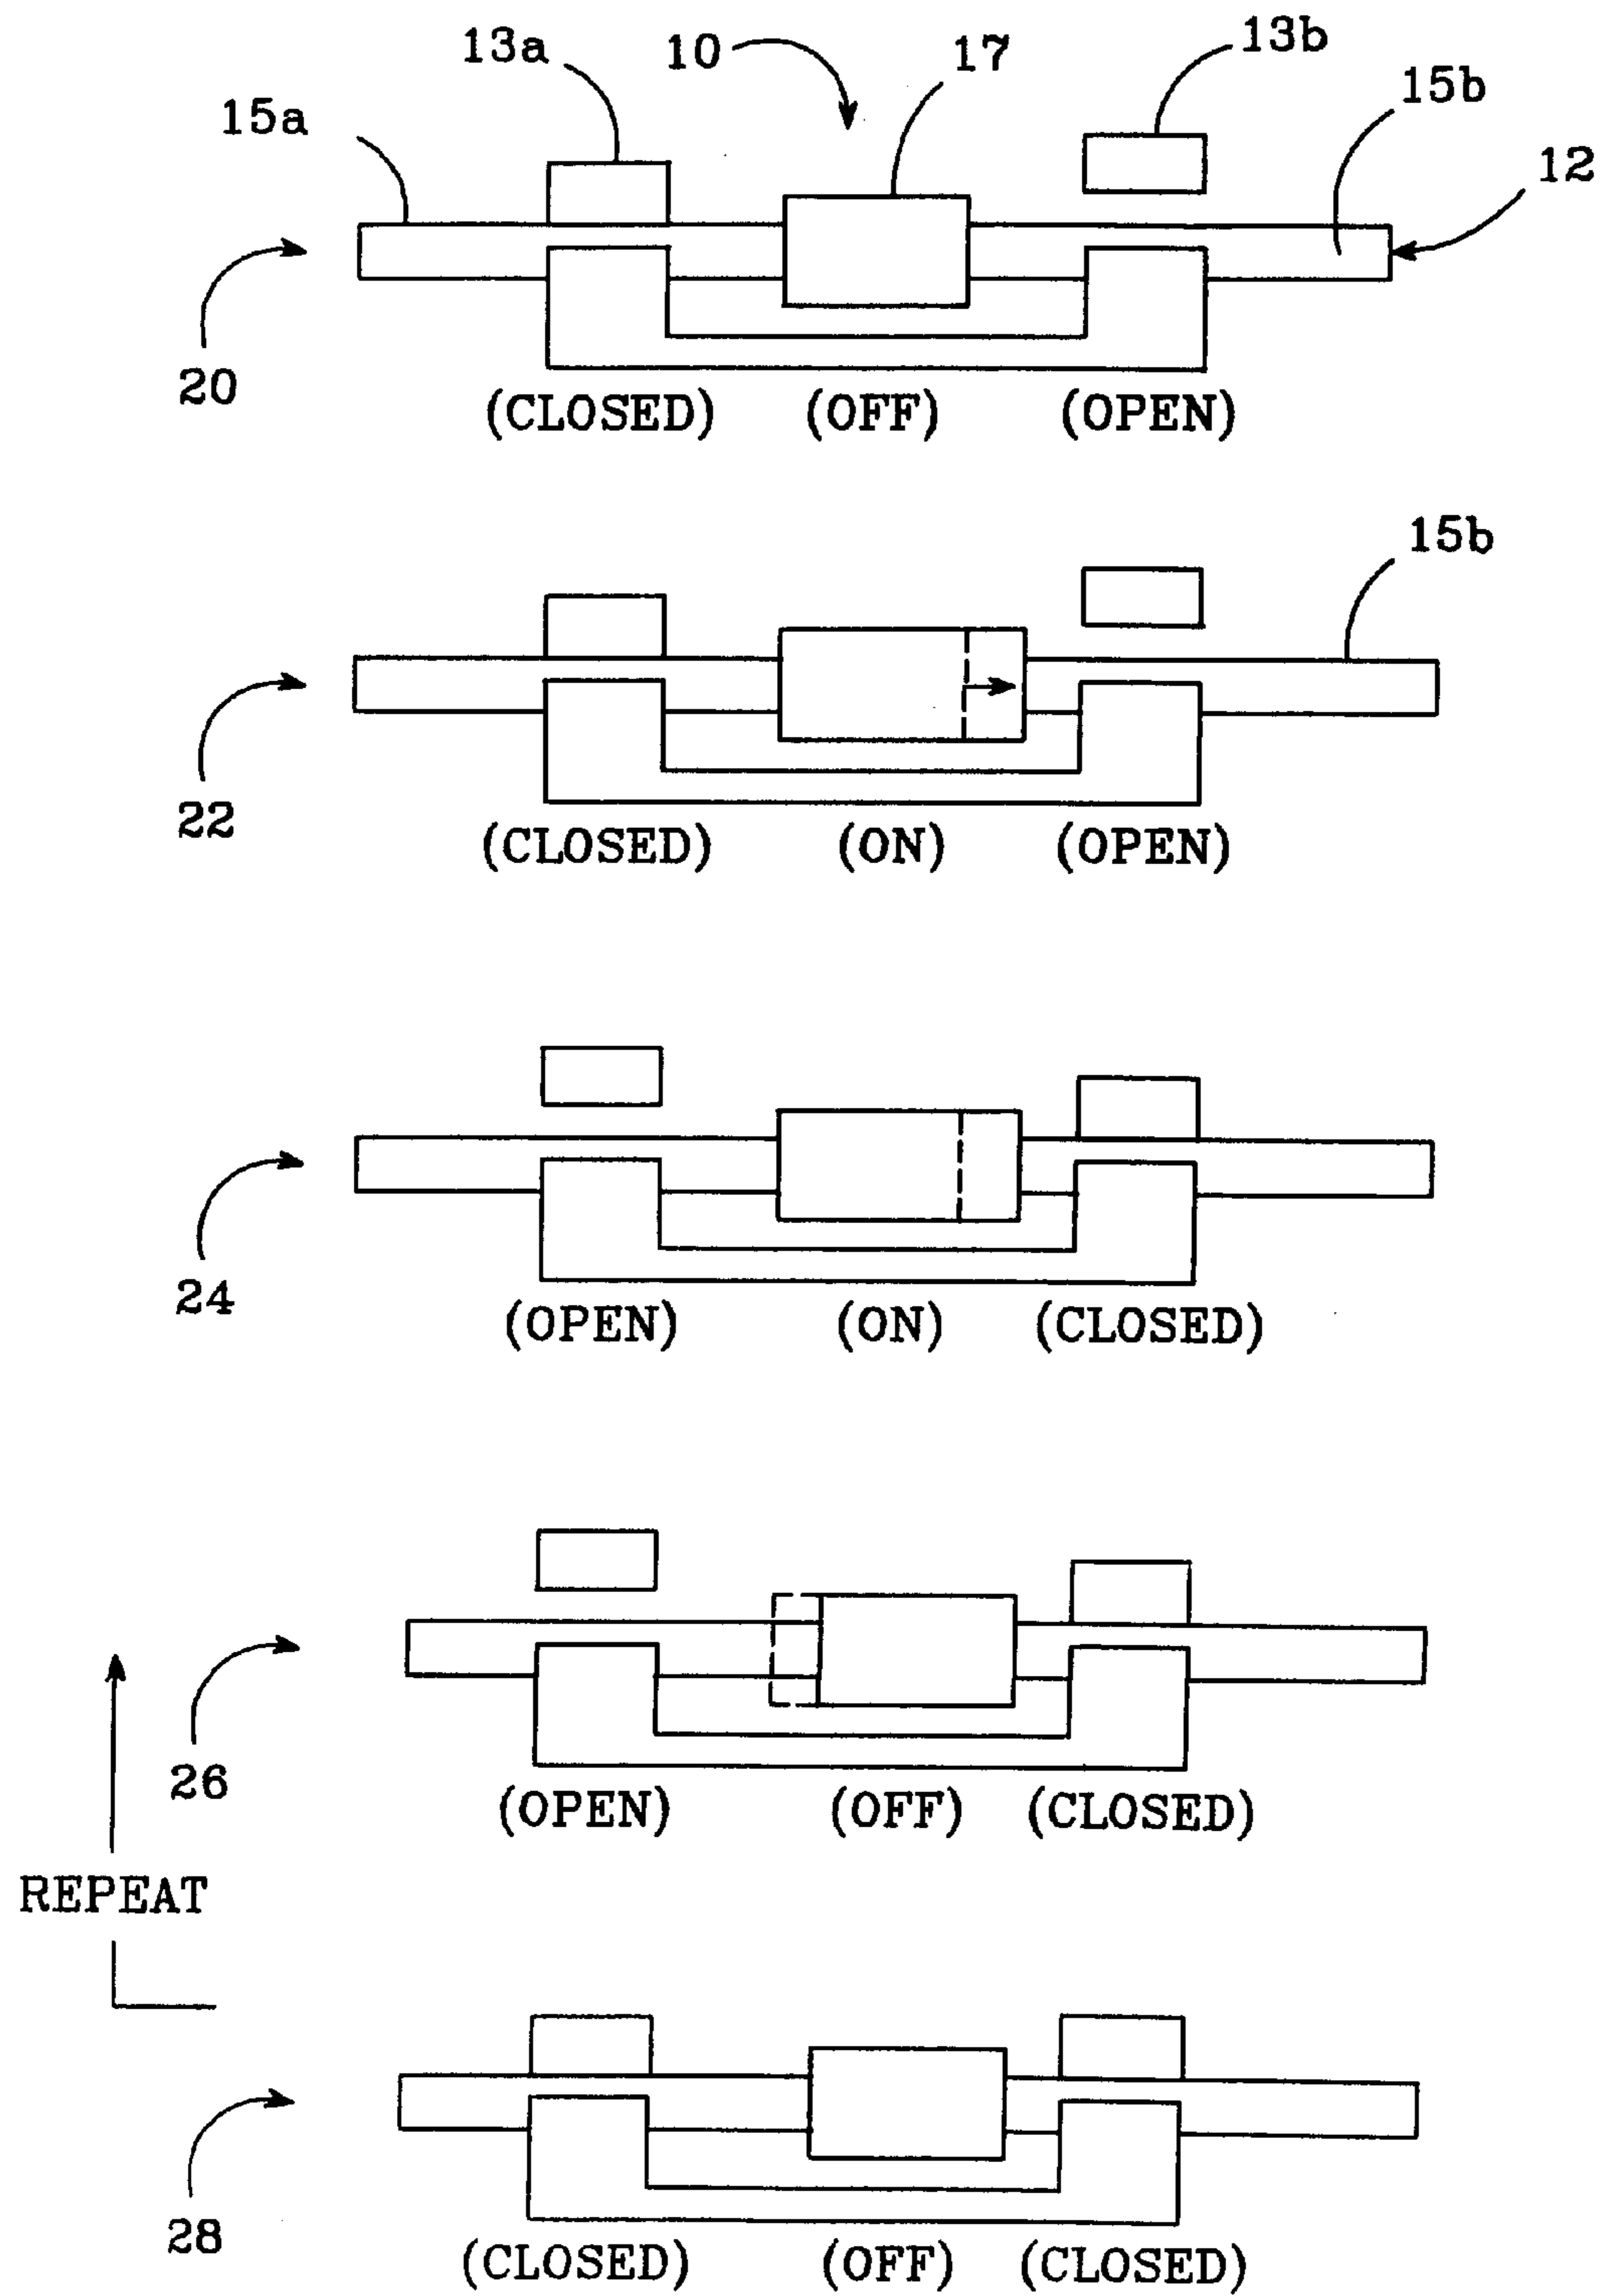 13a
10
17
13b
15a
15b
12
20
(CLOSED) (OFF) (OPEN)
15b
22
(CLOSED) (ON) (OPEN)
24
(OPEN) (ON) (CLOSED)
26
(OPEN) (OFF) (CLOSED)
REPEAT
28
(CLOSED) (OFF) (CLOSED)